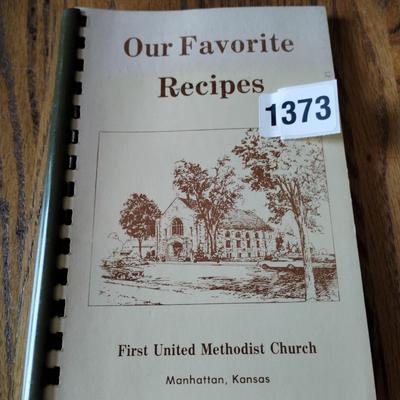 Our Favorite
Recipes
1373
First United Methodist Church
Manhattan, Kansas